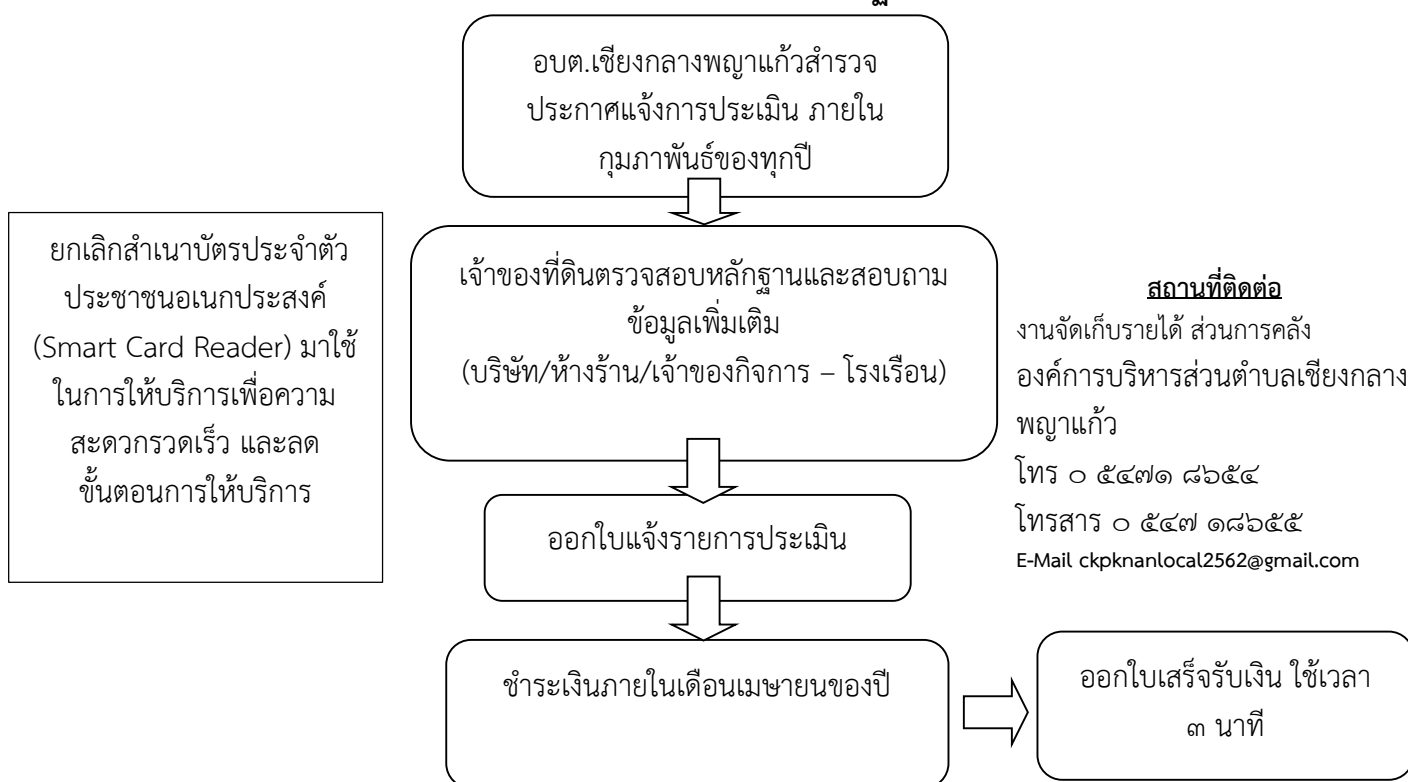 อบต.เชียงกลางพญาแก้วสำรวจ
ประกาศแจ้งการประเมิน ภายใน
กุมภาพันธ์ของทุกปี
ยกเลิกสำเนาบัตรประจำตัว
ประชาชนอเนกประสงค์
(Smart Card Reader) มาใช้
ในการให้บริการเพื่อความ
สะดวกรวดเร็ว และลด
ขั้นตอนการให้บริการ
เจ้าของที่ดินตรวจสอบหลักฐานและสอบถาม
ข้อมูลเพิ่มเติม
(บริษัท/ห้างร้าน/เจ้าของกิจการ – โรงเรือน)
สถานที่ติดต่อ
งานจัดเก็บรายได้ ส่วนการคลัง
องค์การบริหารส่วนตำบลเชียงกลาง
พญาแก้ว
โทร ๐ ๕๔๗๑ ๘๖๕๔
โทรสาร ๐ ๕๔๗ ๑๘๖๕๕
E-Mail ckpknanlocal2562@gmail.com
ออกใบแจ้งรายการประเมิน
ชำระเงินภายในเดือนเมษายนของปี
ออกใบเสร็จรับเงิน ใช้เวลา
๓ นาที